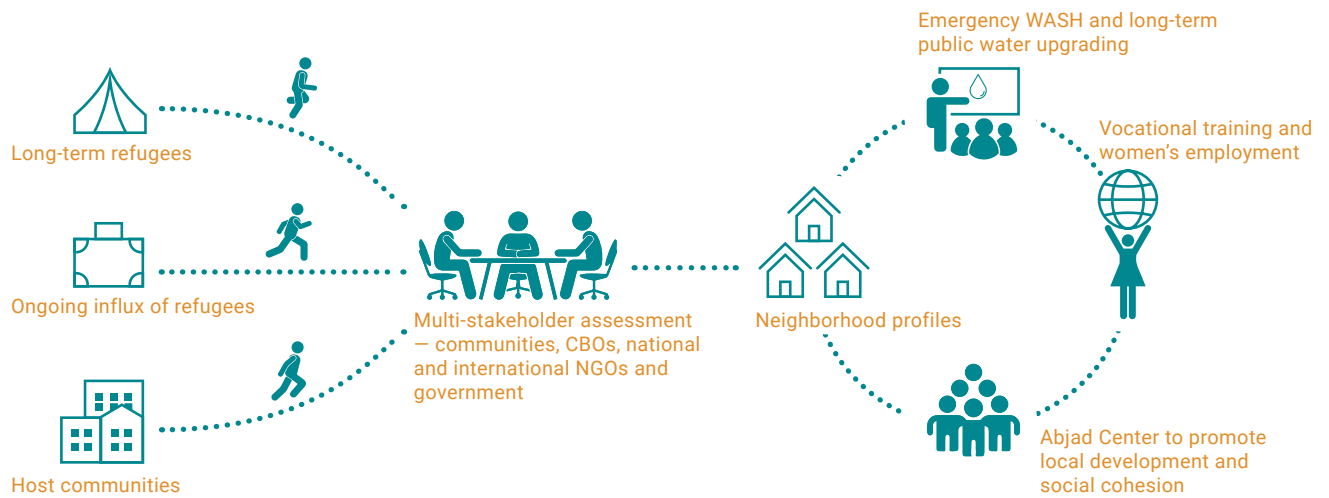 Long-term refugees
Ongoing influx of refugees
Host communities
Multi-stakeholder assessment
— communities, CBOs, national
and international NGOs and
government
Neighborhood profiles
Emergency WASH and long-term
public water upgrading
Vocational training and
women’s employment
Abjad Center to promote
local development and
social cohesion